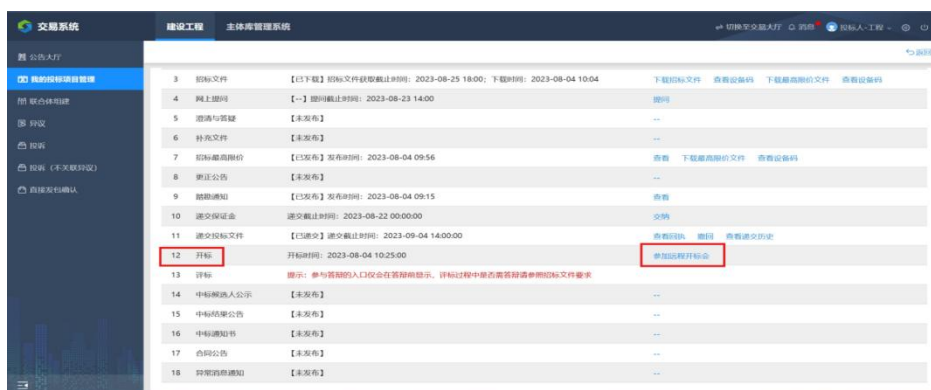 交易系统 建设工程 主体库管理系统 切换至交易大厅 消息 投标人-工程
公告大厅 返回
我的投标项目管理
联合体组建
异议
投诉
投诉（不关联异议）
直接发包确认
3 招标文件 【已下载】招标文件获取截止时间：2023-08-25 18:00；下载时间：2023-08-04 10:04 下载招标文件 查看设备码 下载最高限价文件 查看设备码
4 网上提问 【--】提问截止时间：2023-08-23 14:00 提问
5 澄清与答疑 【未发布】 --
6 补充文件 【未发布】 --
7 招标最高限价 【已发布】发布时间：2023-08-04 09:56 查看 下载最高限价文件 查看设备码
8 更正公告 【未发布】 --
9 踏勘通知 【已发布】发布时间：2023-08-04 09:15 查看
10 递交保证金 递交截止时间：2023-08-22 00:00:00 交纳
11 递交投标文件 【已递交】递交截止时间：2023-09-04 14:00:00 查看回执 撤回 查看递交历史
12 开标 开标时间：2023-08-04 10:25:00 参加远程开标会
13 评标 提示：参与答辩的入口仅会在答辩前显示，评标过程中是否需答辩请参照招标文件要求
14 中标候选人公示 【未发布】 --
15 中标结果公告 【未发布】 --
16 中标通知书 【未发布】 --
17 合同公告 【未发布】 --
18 异常消息通知 【未发布】